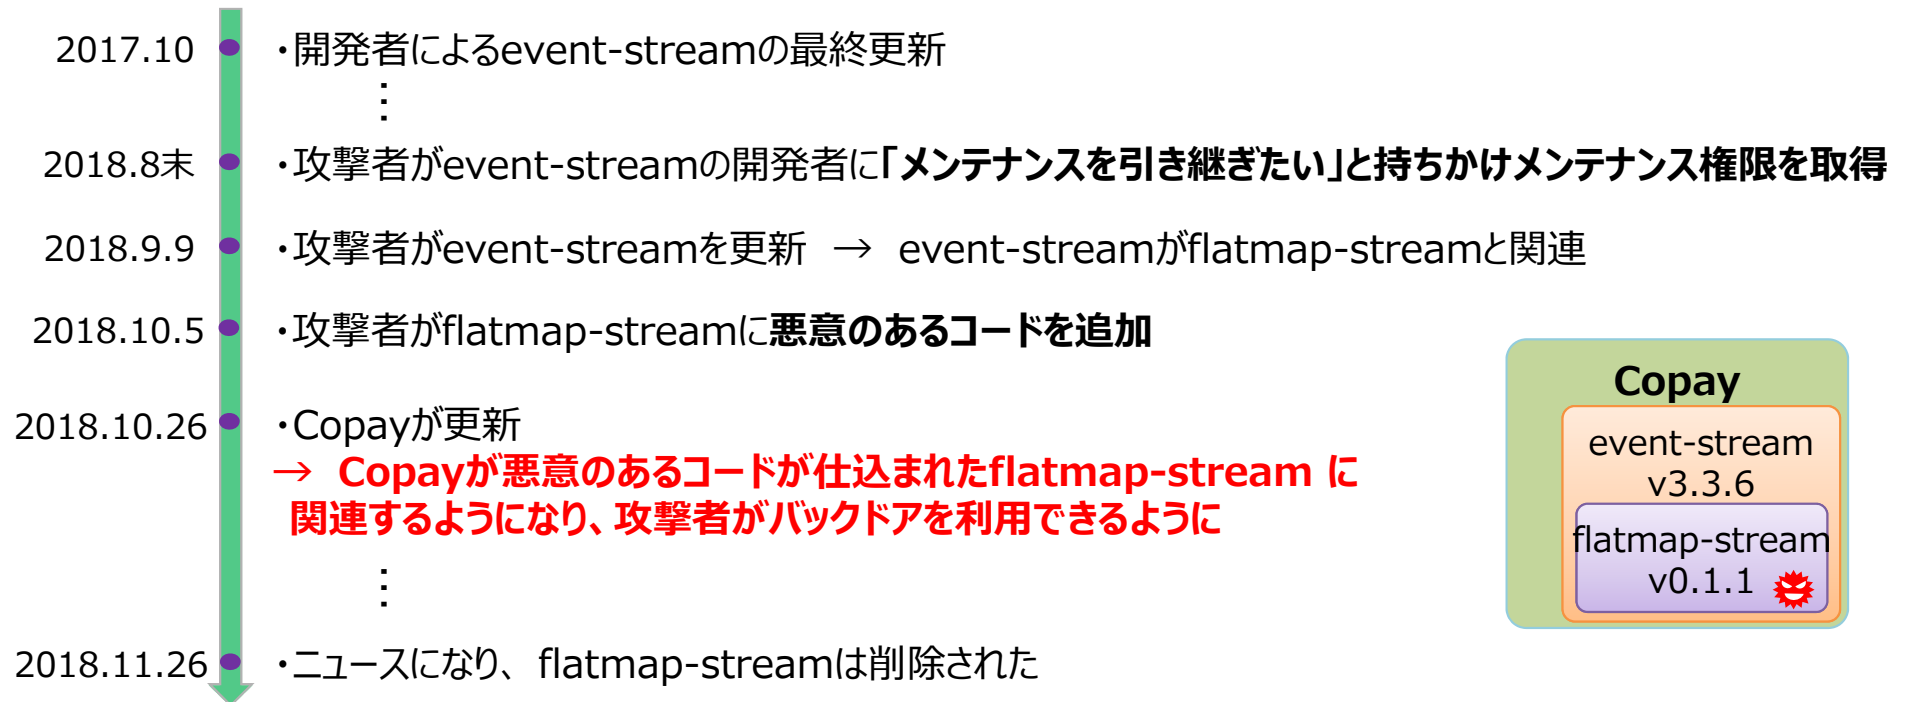 2017.10 ・開発者によるevent-streamの最終更新
⋮
2018.8末 ・攻撃者がevent-streamの開発者に「メンテナンスを引き継ぎたい」と持ちかけメンテナンス権限を取得
2018.9.9 ・攻撃者がevent-streamを更新 → event-streamがflatmap-streamと関連
2018.10.5 ・攻撃者がflatmap-streamに悪意のあるコードを追加
2018.10.26 ・Copayが更新
→ Copayが悪意のあるコードが仕込まれたflatmap-stream に
関連するようになり、攻撃者がバックドアを利用できるように
⋮
2018.11.26 ・ニュースになり、flatmap-streamは削除された
Copay
event-stream
v3.3.6
flatmap-stream
v0.1.1